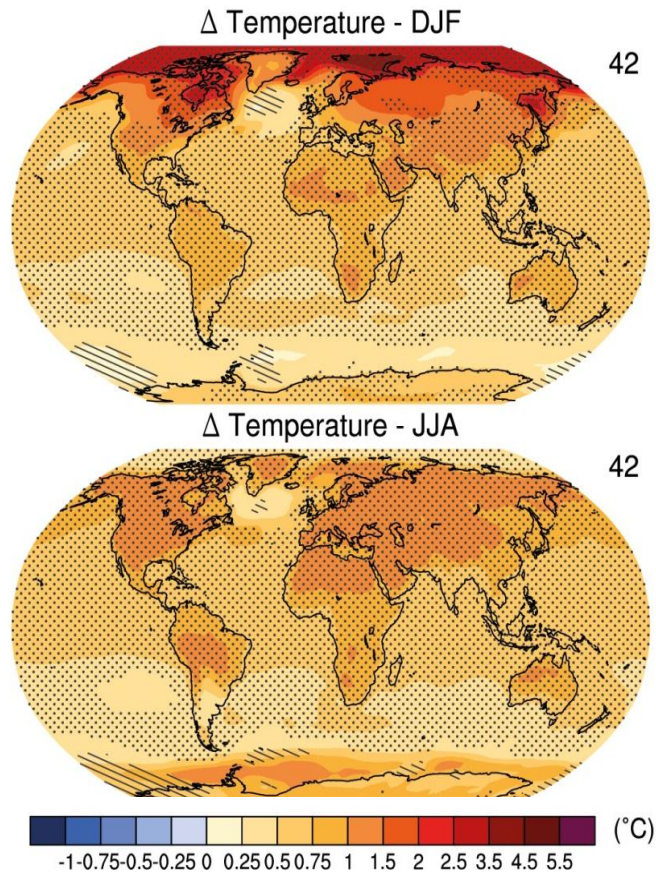 Δ Temperature - DJF
42
Δ Temperature - JJA
42
-1 -0.75 -0.5 -0.25 0 0.25 0.5 0.75 1 1.5 2 2.5 3.5 4.5 5.5 (°C)